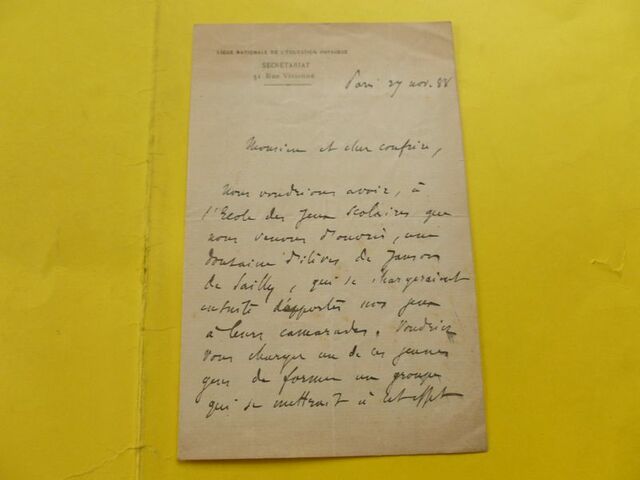 LIGUE NATIONALE DE L'ÉDUCATION PHYSIQUE
SECRÉTARIAT
51 Rue Vivienne
Paris 27 nov. 88
Monsieur et cher confrère,
Nous voudrions avoir, à
l'Ecole des Jeux Scolaires que
nous venons d'ouvrir, une
douzaine d'élèves de Janson
de Sailly, qui se chargeraient
ensuite d'apporter nos jeux
à leurs camarades. Voudriez
vous charger un de ces jeunes
gens de former un groupe
qui se mettrait à cet effet